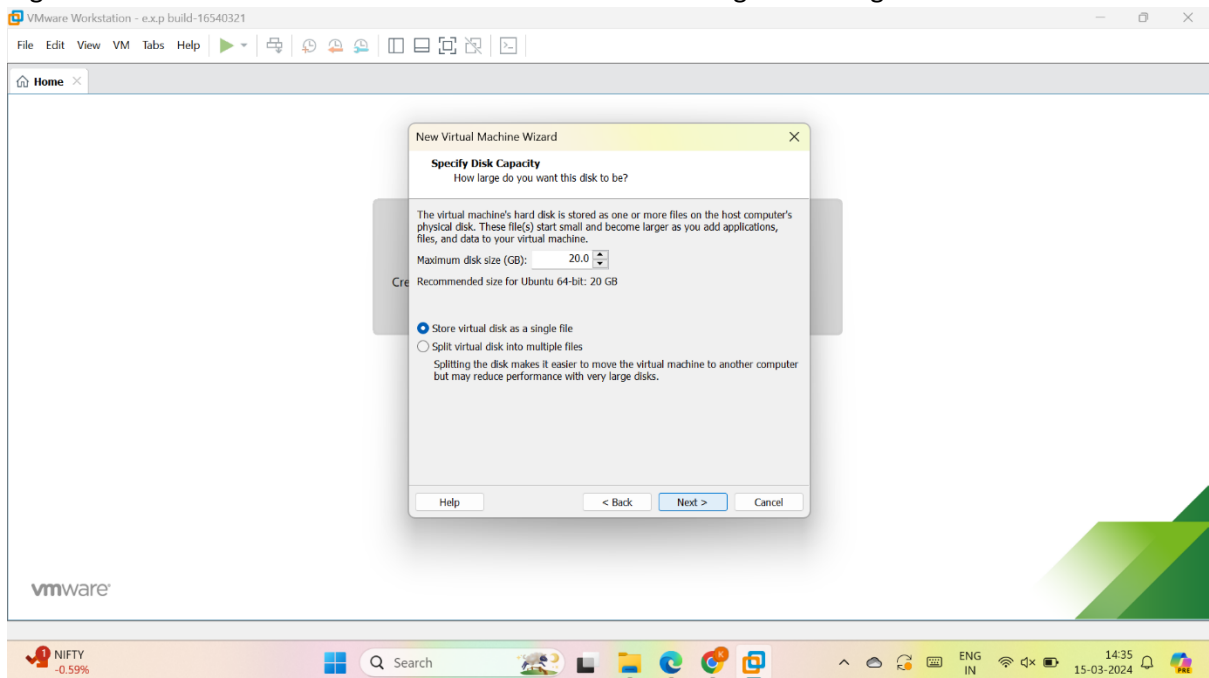 VMware Workstation - e.x.p build-16540321
File Edit View VM Tabs Help
Home
New Virtual Machine Wizard
Specify Disk Capacity
How large do you want this disk to be?
The virtual machine's hard disk is stored as one or more files on the host computer's
physical disk. These file(s) start small and become larger as you add applications,
files, and data to your virtual machine.
Maximum disk size (GB): 20.0
Cre
Recommended size for Ubuntu 64-bit: 20 GB
Store virtual disk as a single file
Split virtual disk into multiple files
Splitting the disk makes it easier to move the virtual machine to another computer
but may reduce performance with very large disks.
Help < Back Next > Cancel
vmware
1
NIFTY
-0.59%
Search
ENG
IN
14:35
15-03-2024
PRE